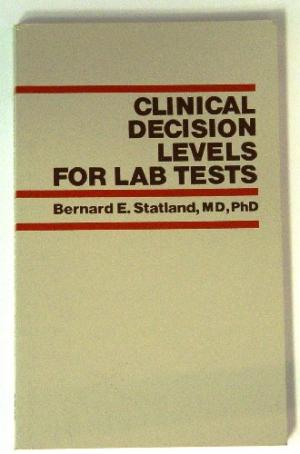 CLINICAL
DECISION
LEVELS
FOR LAB TESTS
Bernard E. Statland, MD, PhD